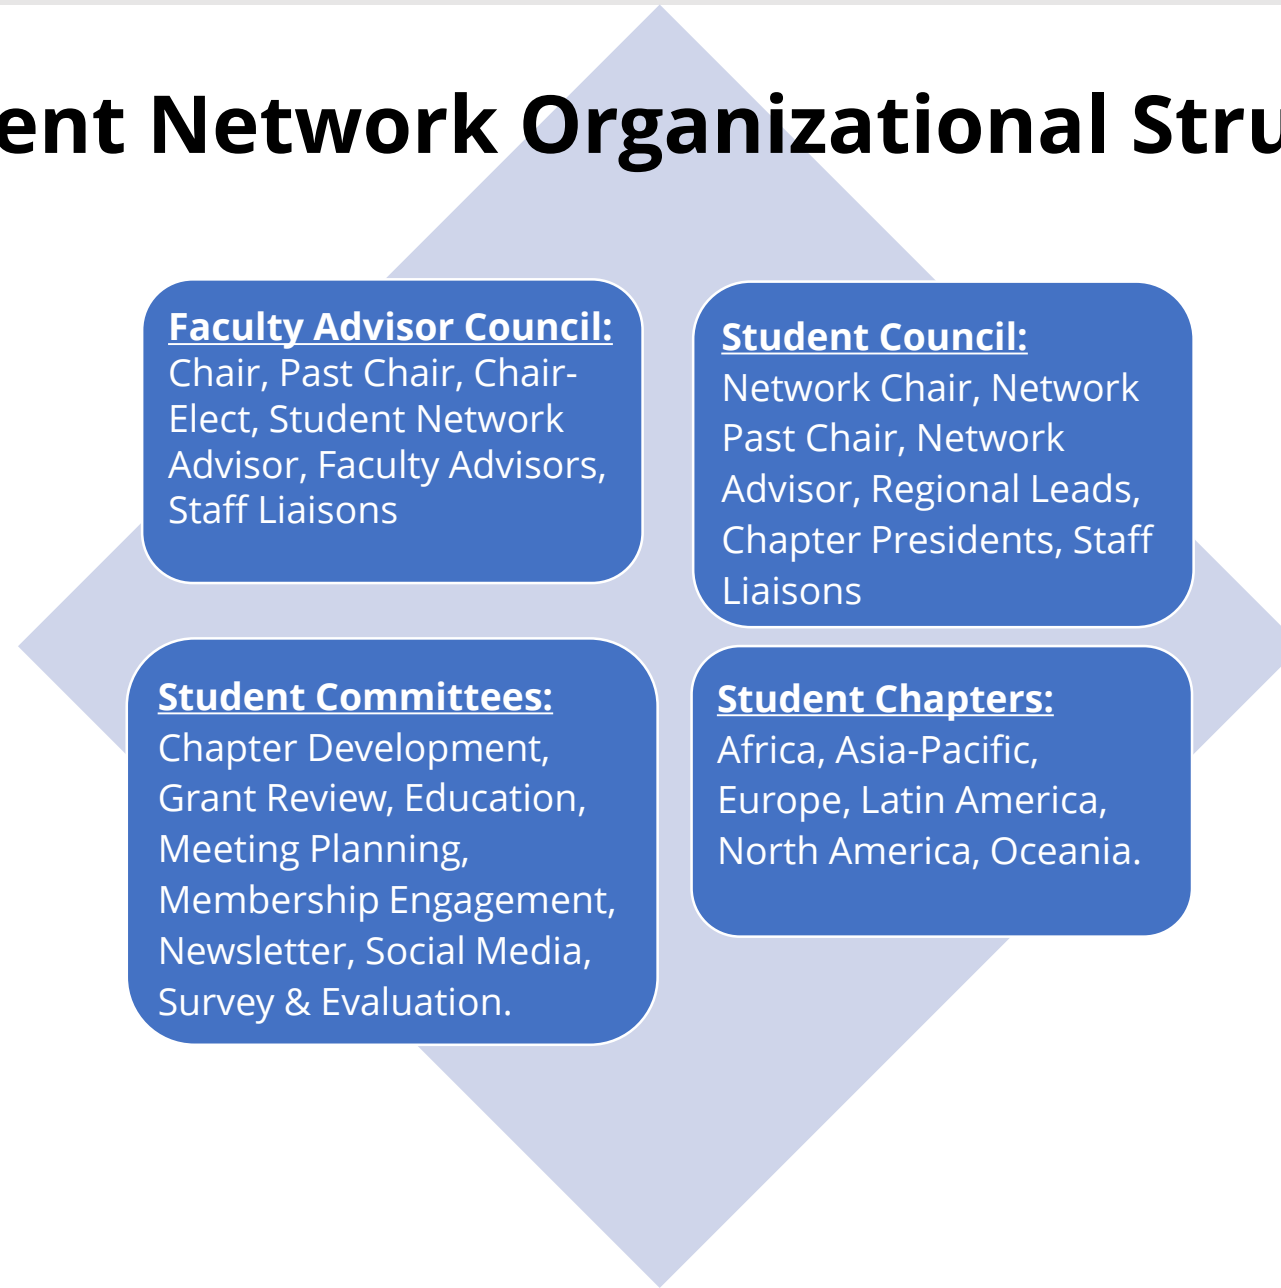 ent Network Organizational Stru
Faculty Advisor Council:
Chair, Past Chair, Chair-
Elect, Student Network
Advisor, Faculty Advisors,
Staff Liaisons
Student Council:
Network Chair, Network
Past Chair, Network
Advisor, Regional Leads,
Chapter Presidents, Staff
Liaisons
Student Committees:
Chapter Development,
Grant Review, Education,
Meeting Planning,
Membership Engagement,
Newsletter, Social Media,
Survey & Evaluation.
Student Chapters:
Africa, Asia-Pacific,
Europe, Latin America,
North America, Oceania.